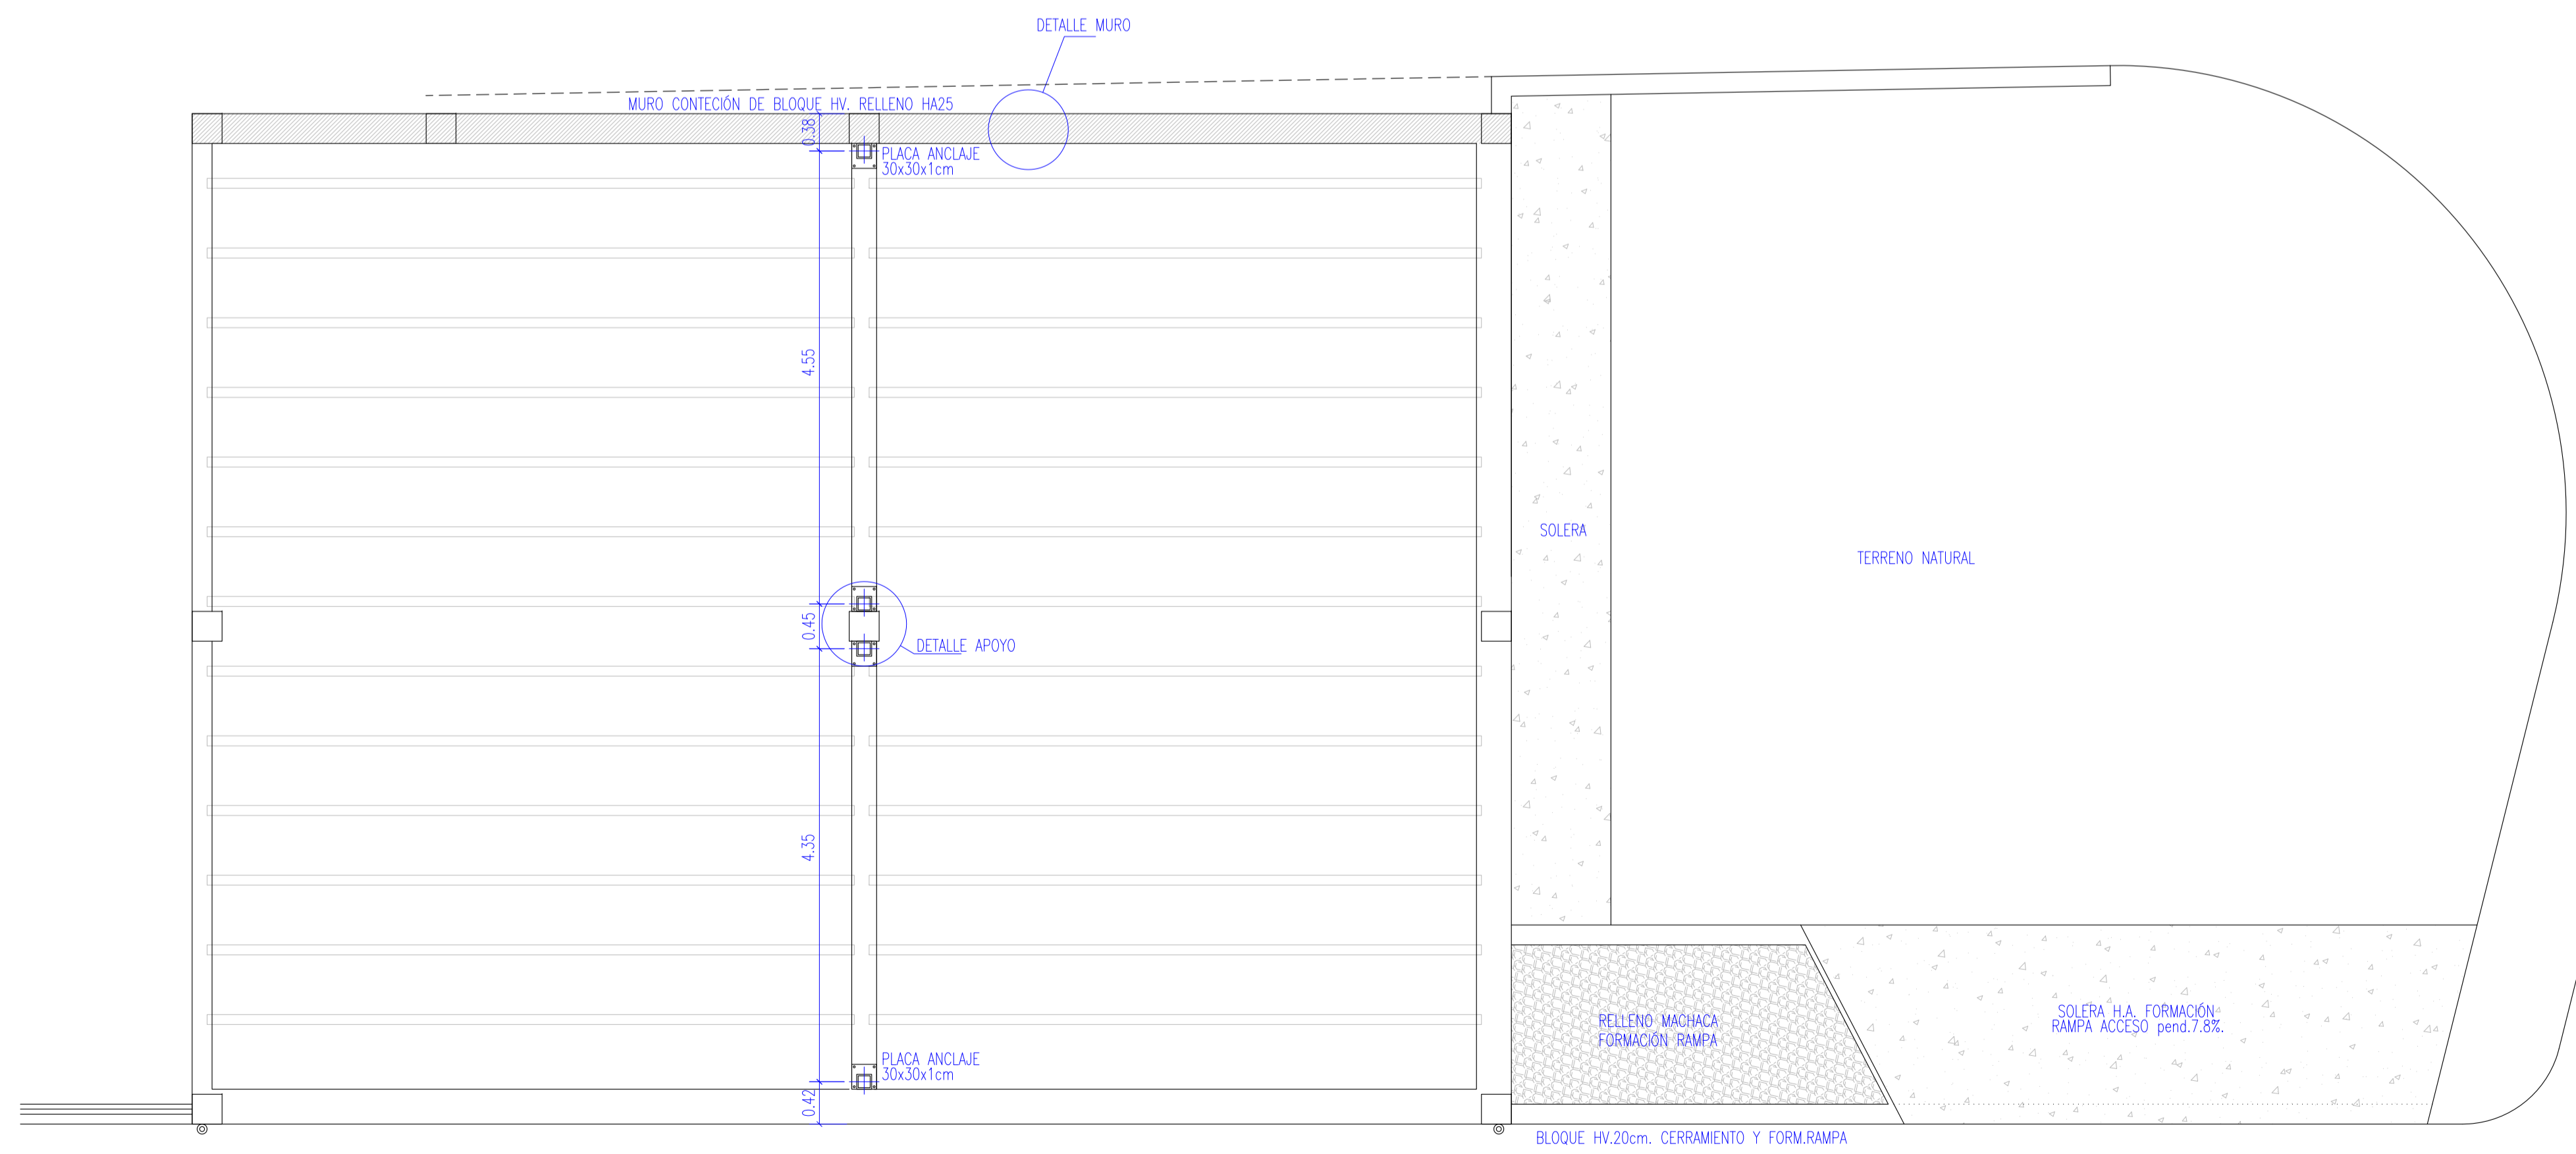 DETALLE MURO
MURO CONTECIÓN DE BLOQUE HV. RELLENO HA25
0.38
PLACA ANCLAJE
30x30x1cm
4.55
SOLERA
TERRENO NATURAL
0.45
DETALLE APOYO
4.35
SOLERA H.A. FORMACIÓN
RAMPA ACCESO pend.7.8%.
RELLENO MACHACA
FORMACIÓN RAMPA
PLACA ANCLAJE
30x30x1cm
0.42
BLOQUE HV.20cm. CERRAMIENTO Y FORM.RAMPA